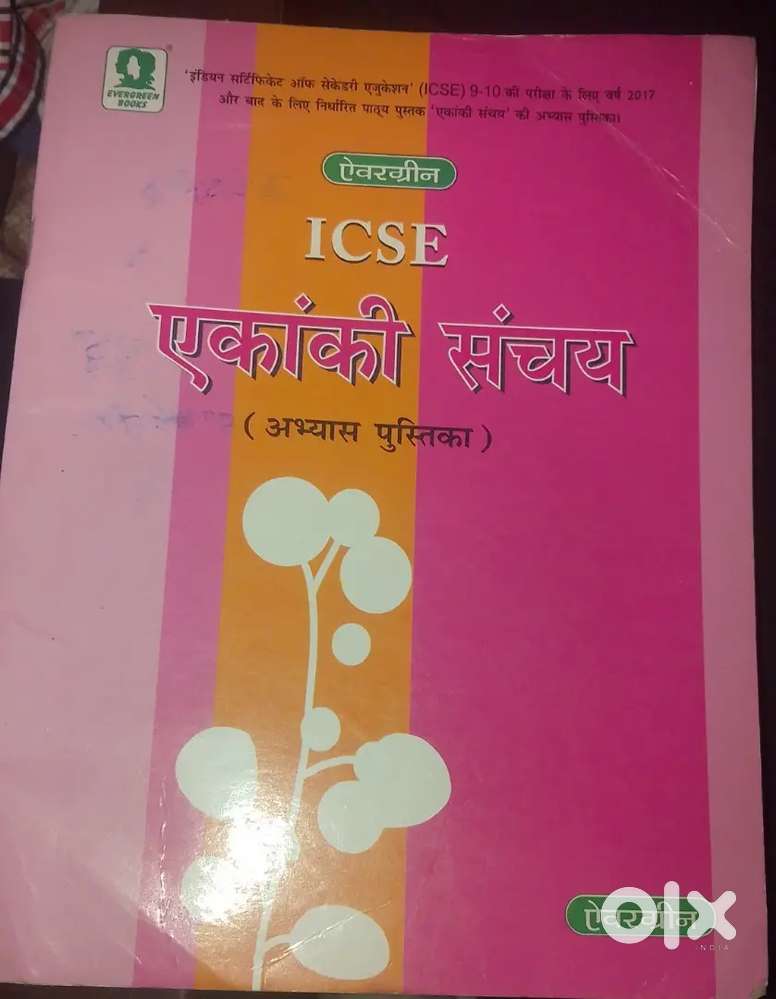 EVERGREEN
BOOKS
®
'इंडियन सर्टिफिकेट ऑफ सेकेंडरी एजुकेशन' (ICSE) 9-10 की परीक्षा के लिए वर्ष 2017
और बाद के लिए निर्धारित पाठ्य पुस्तक 'एकांकी संचय' की अभ्यास पुस्तिका।
ऐवरग्रीन
ICSE
एकांकी संचय
( अभ्यास पुस्तिका )
ऐवरग्रीन
olx
INDIA